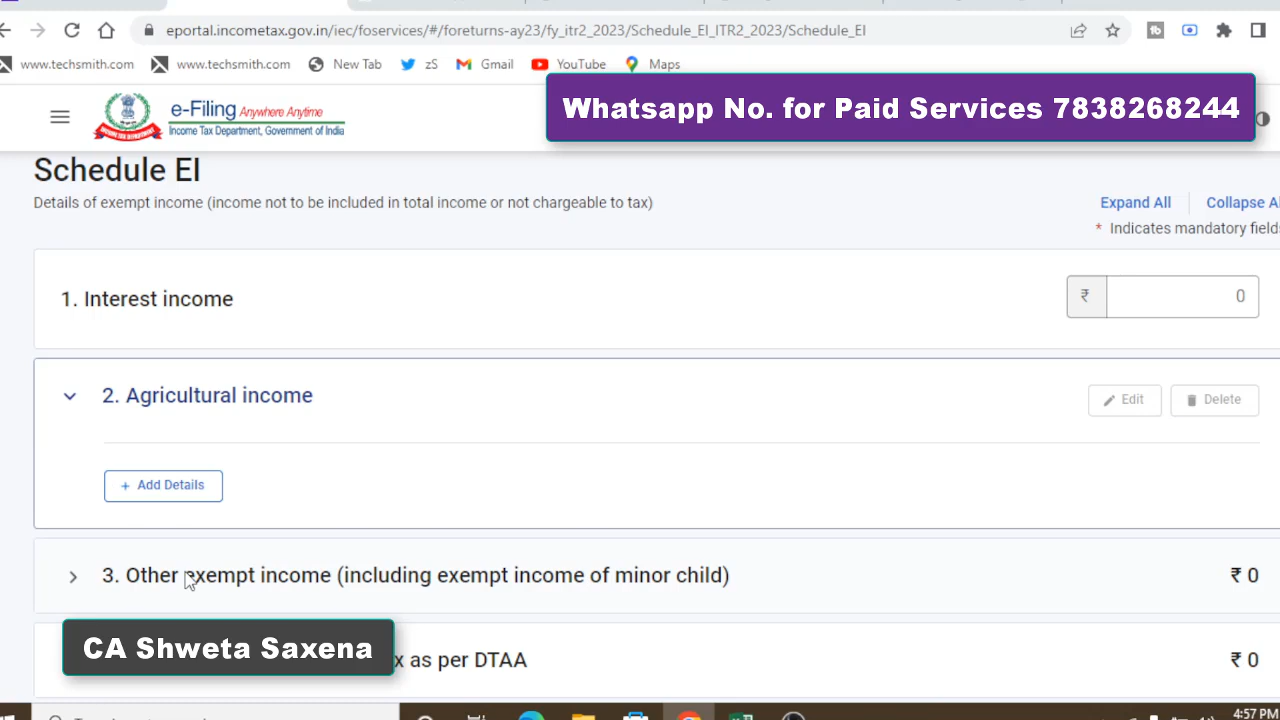 eportal.incometax.gov.in/iec/foservices/#/foreturns-ay23/fy_itr2_2023/Schedule_EI_ITR2_2023/Schedule_EI
www.techsmith.com www.techsmith.com New Tab zS Gmail YouTube Maps
e-Filing Anywhere Anytime
Income Tax Department, Government of India
Whatsapp No. for Paid Services 7838268244
Schedule EI
Details of exempt income (income not to be included in total income or not chargeable to tax)
Expand All Collapse Al
* Indicates mandatory fields
1. Interest income ₹ 0
2. Agricultural income Edit Delete
+ Add Details
3. Other exempt income (including exempt income of minor child) ₹ 0
CA Shweta Saxena
x as per DTAA ₹ 0
4:57 PM